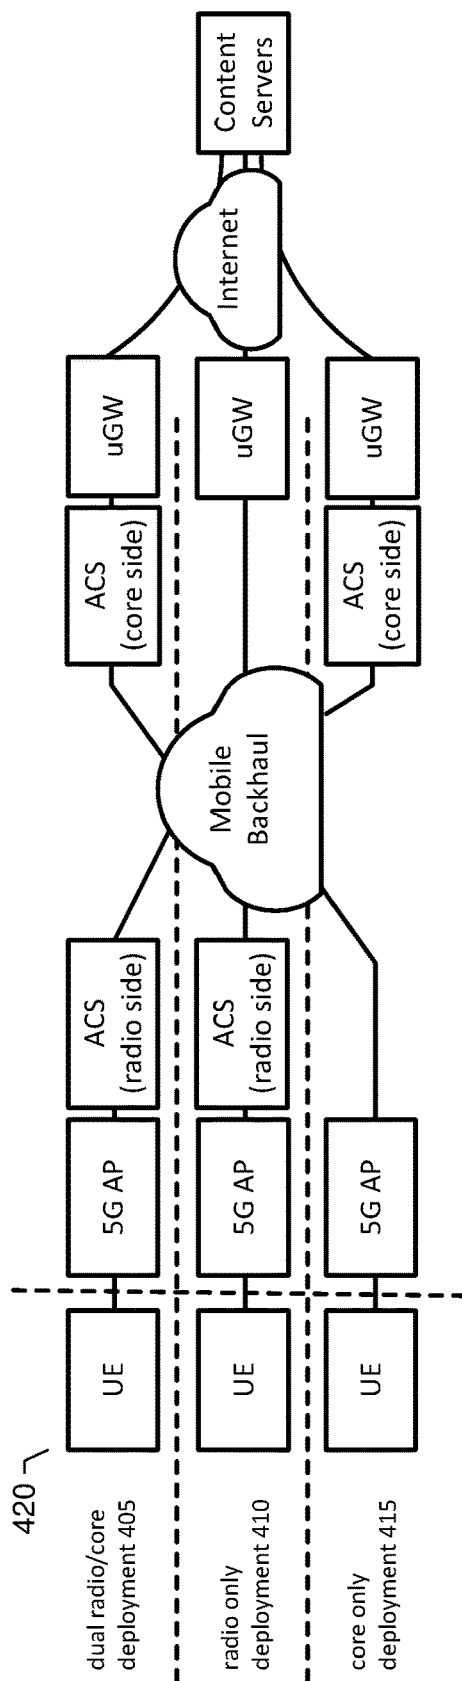 420
dual radio/core
deployment 405
UE
5G AP
ACS
(radio side)
ACS
(core side)
uGW
radio only
deployment 410
UE
5G AP
ACS
(radio side)
Mobile
Backhaul
uGW
Internet
Content
Servers
core only
deployment 415
UE
5G AP
ACS
(core side)
uGW